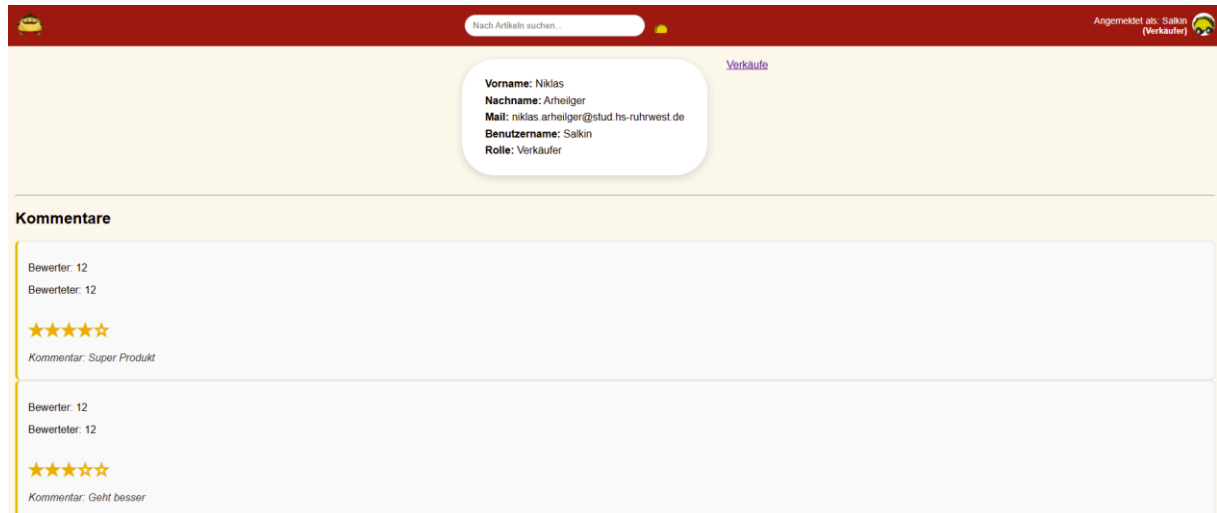 Nach Artikeln suchen...
Angemeldet als: Salkin
(Verkäufer)
Verkäufe
Vorname: Niklas
Nachname: Arheilger
Mail: niklas.arheilger@stud.hs-ruhrwest.de
Benutzername: Salkin
Rolle: Verkäufer
Kommentare
Bewerter: 12
Bewerteter: 12
★★★★☆
Kommentar: Super Produkt
Bewerter: 12
Bewerteter: 12
★★★☆☆
Kommentar: Geht besser